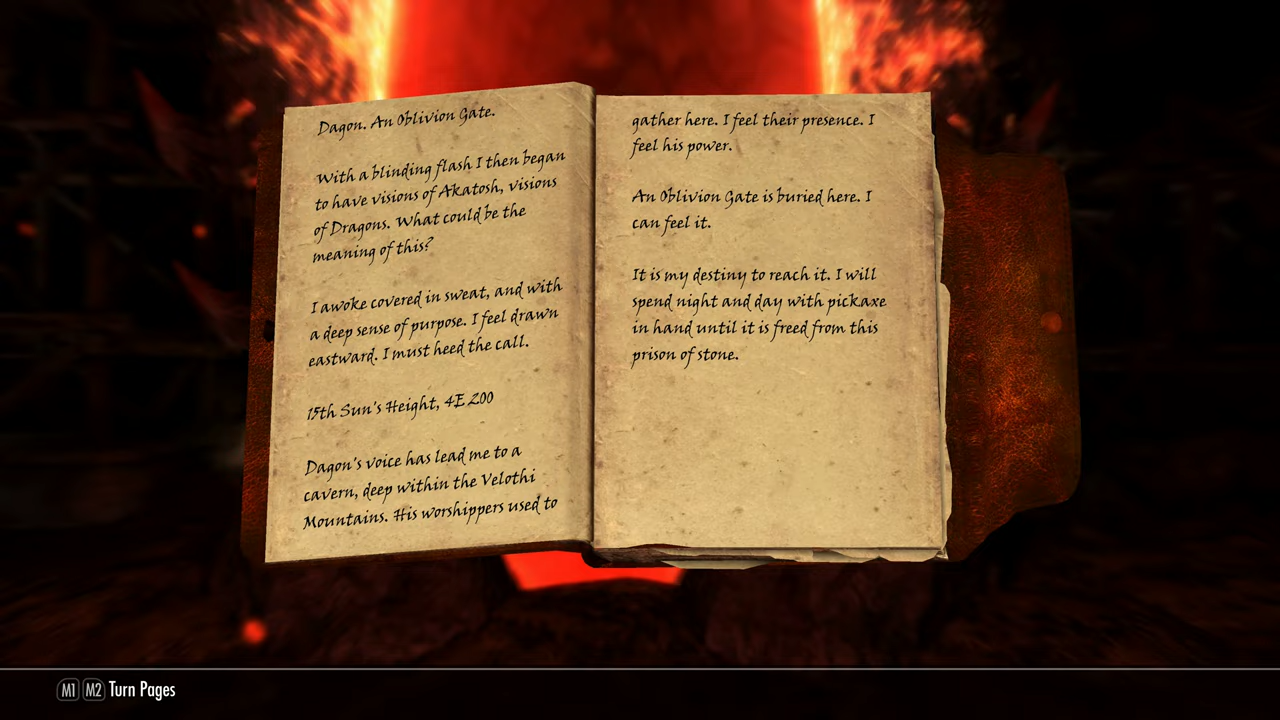 Dagon. An Oblivion Gate.
With a blinding flash I then began
to have visions of Akatosh, visions
of Dragons. What could be the
meaning of this?
I awoke covered in sweat, and with
a deep sense of purpose. I feel drawn
eastward. I must heed the call.
15th Sun's Height, 4E 200
Dagon's voice has lead me to a
cavern, deep within the Velothi
Mountains. His worshippers used to
gather here. I feel their presence. I
feel his power.
An Oblivion Gate is buried here. I
can feel it.
It is my destiny to reach it. I will
spend night and day with pickaxe
in hand until it is freed from this
prison of stone.
M1 M2 Turn Pages